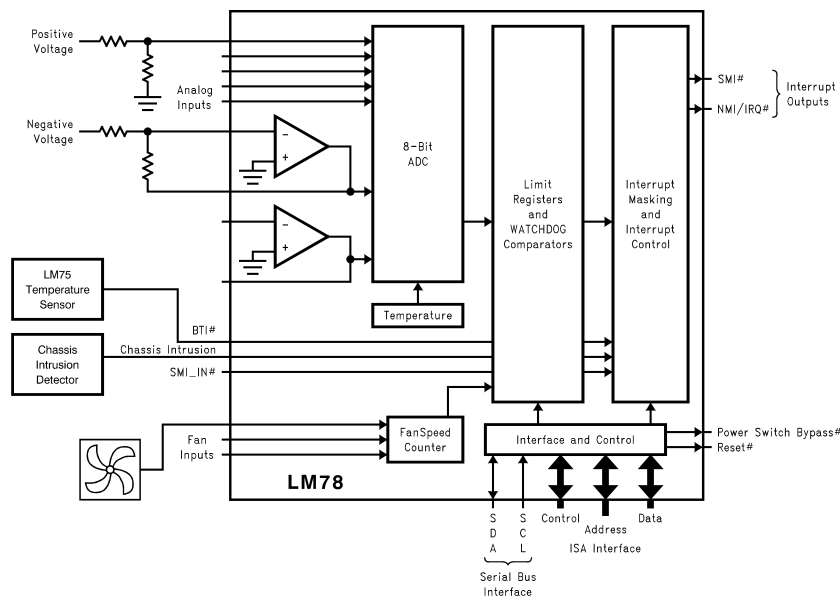 Positive
Voltage
Analog
Inputs
Negative
Voltage
−
+
−
+
8-Bit
ADC
Limit
Registers
and
WATCHDOG
Comparators
Interrupt
Masking
and
Interrupt
Control
SMI#
NMI/IRQ#
Interrupt
Outputs
LM75
Temperature
Sensor
Temperature
BTI#
Chassis
Intrusion
Detector
Chassis Intrusion
SMI_IN#
Fan
Inputs
FanSpeed
Counter
Interface and Control
Power Switch Bypass#
Reset#
LM78
SDA
SCL
Control
Address
Data
ISA Interface
Serial Bus
Interface